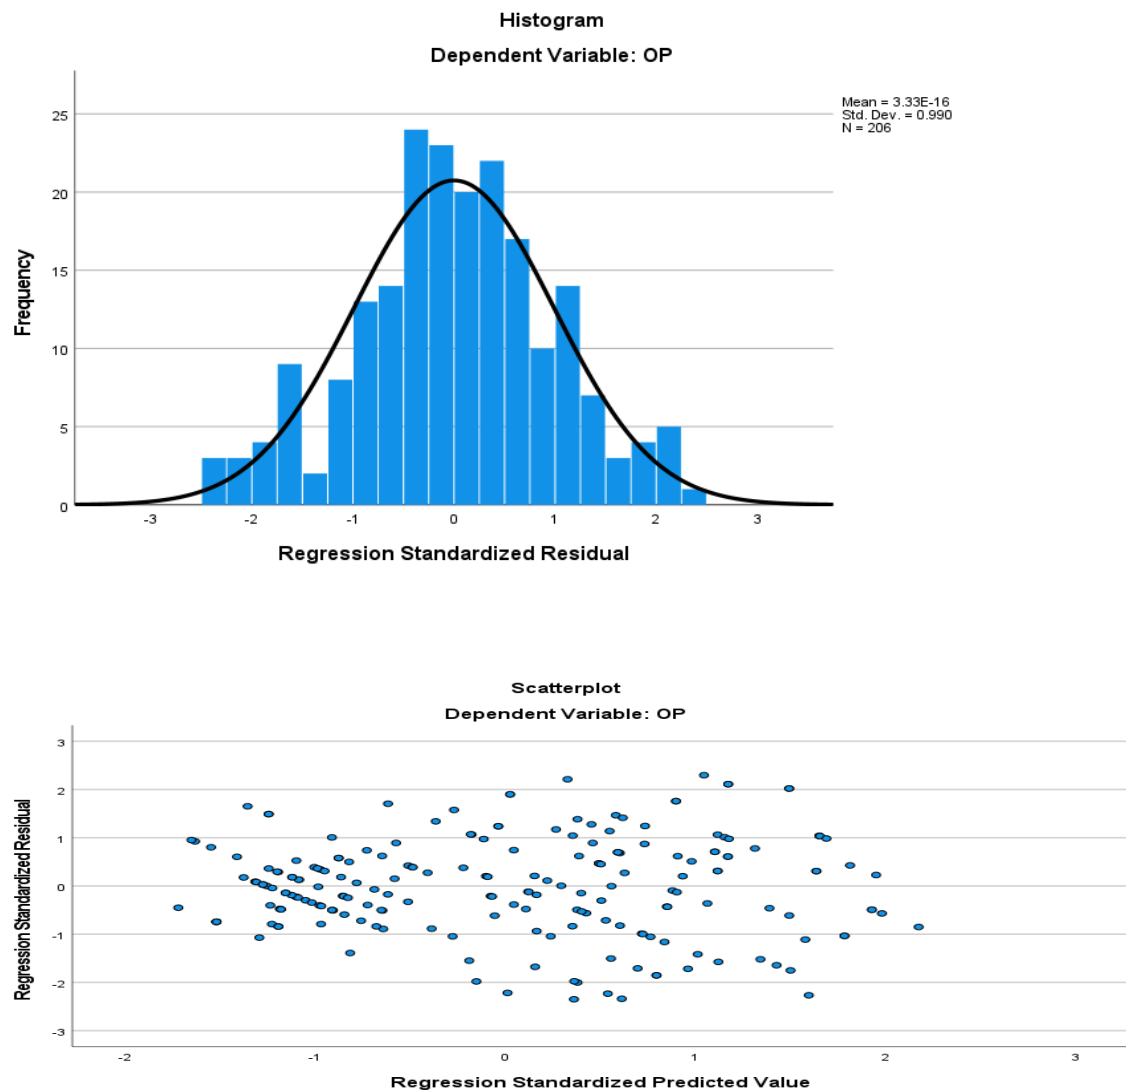 Histogram
Dependent Variable: OP
Mean = 3.33E-16
Std. Dev. = 0.990
N = 206
Frequency
25
20
15
10
5
0
-3 -2 -1 0 1 2 3
Regression Standardized Residual
Scatterplot
Dependent Variable: OP
Regression Standardized Residual
3
2
1
0
-1
-2
-3
-2 -1 0 1 2 3
Regression Standardized Predicted Value